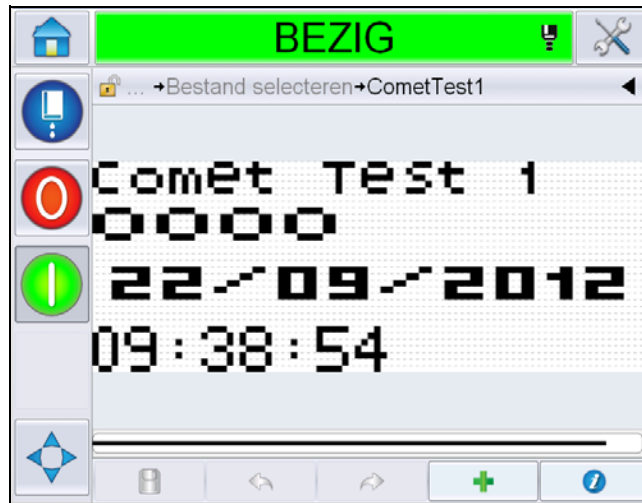 BEZIG
... →Bestand selecteren→CometTest1
Comet Test 1
0000
22/09/2012
09:38:54